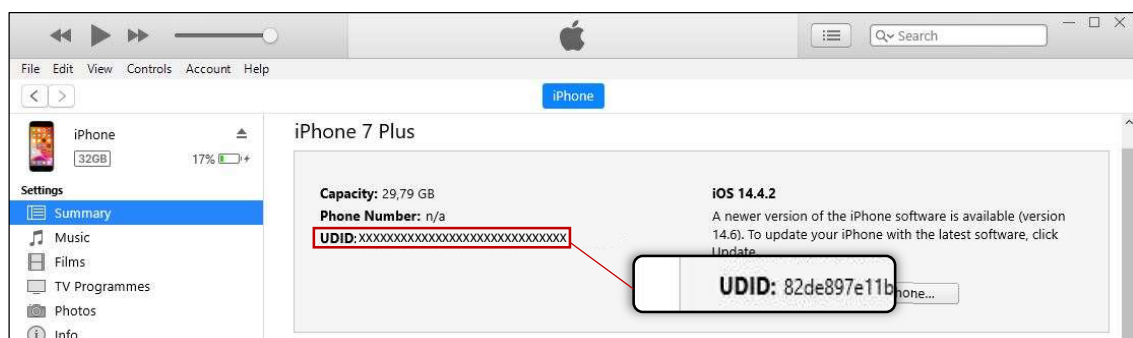 Search
File Edit View Controls Account Help
iPhone
iPhone
32GB
17%
Settings
Summary
Music
Films
TV Programmes
Photos
Info
iPhone 7 Plus
Capacity: 29,79 GB
Phone Number: n/a
UDID:
iOS 14.4.2
A newer version of the iPhone software is available (version
14.6). To update your iPhone with the latest software, click
Update.
UDID: 82de897e11b
hone...